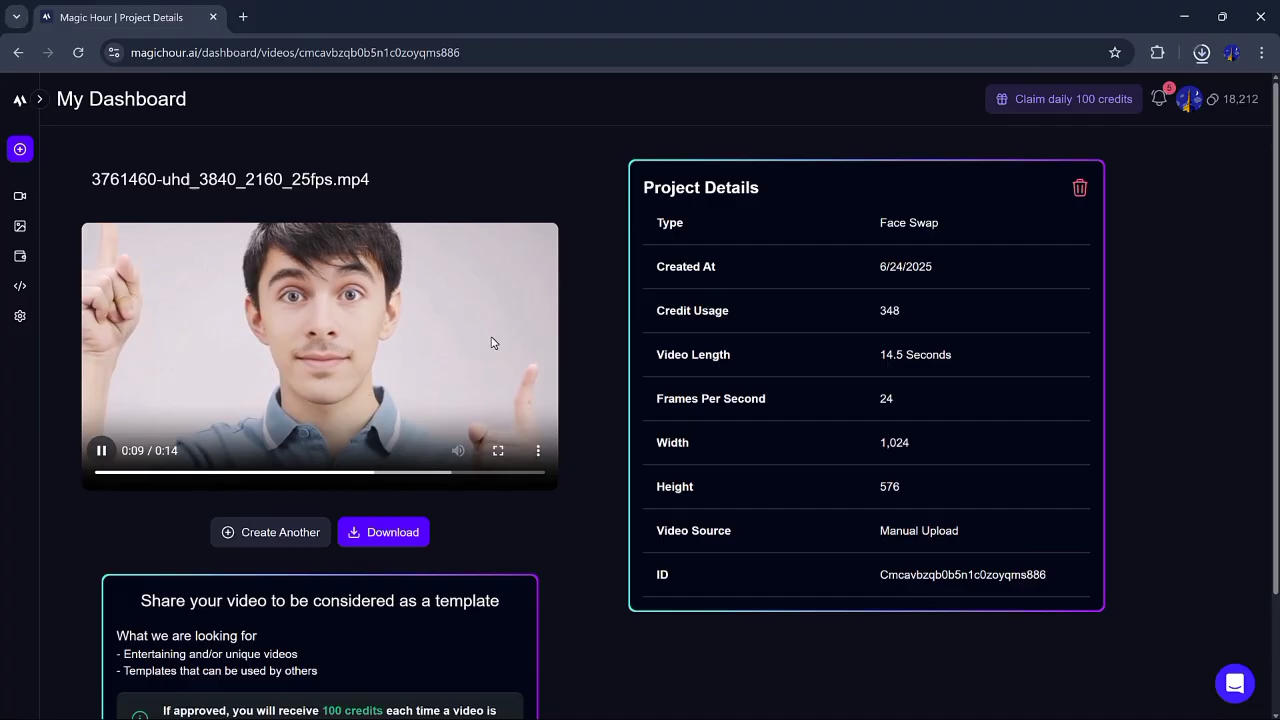 Magic Hour | Project Details
magichour.ai/dashboard/videos/cmcavbzqb0b5n1c0zoyqms886
My Dashboard
Claim daily 100 credits
5
18,212
3761460-uhd_3840_2160_25fps.mp4
0:09 / 0:14
Create Another
Download
Share your video to be considered as a template
What we are looking for
- Entertaining and/or unique videos
- Templates that can be used by others
If approved, you will receive 100 credits each time a video is
Project Details
Type Face Swap
Created At 6/24/2025
Credit Usage 348
Video Length 14.5 Seconds
Frames Per Second 24
Width 1,024
Height 576
Video Source Manual Upload
ID Cmcavbzqb0b5n1c0zoyqms886